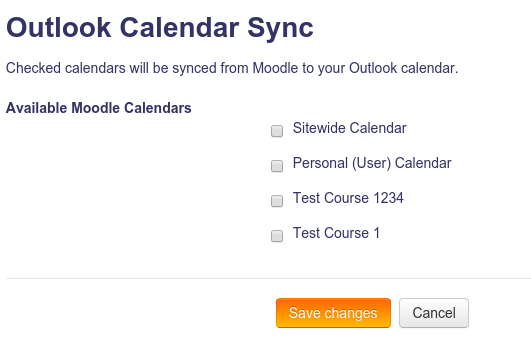 Outlook Calendar Sync
Checked calendars will be synced from Moodle to your Outlook calendar.
Available Moodle Calendars
Sitewide Calendar
Personal (User) Calendar
Test Course 1234
Test Course 1
Save changes
Cancel